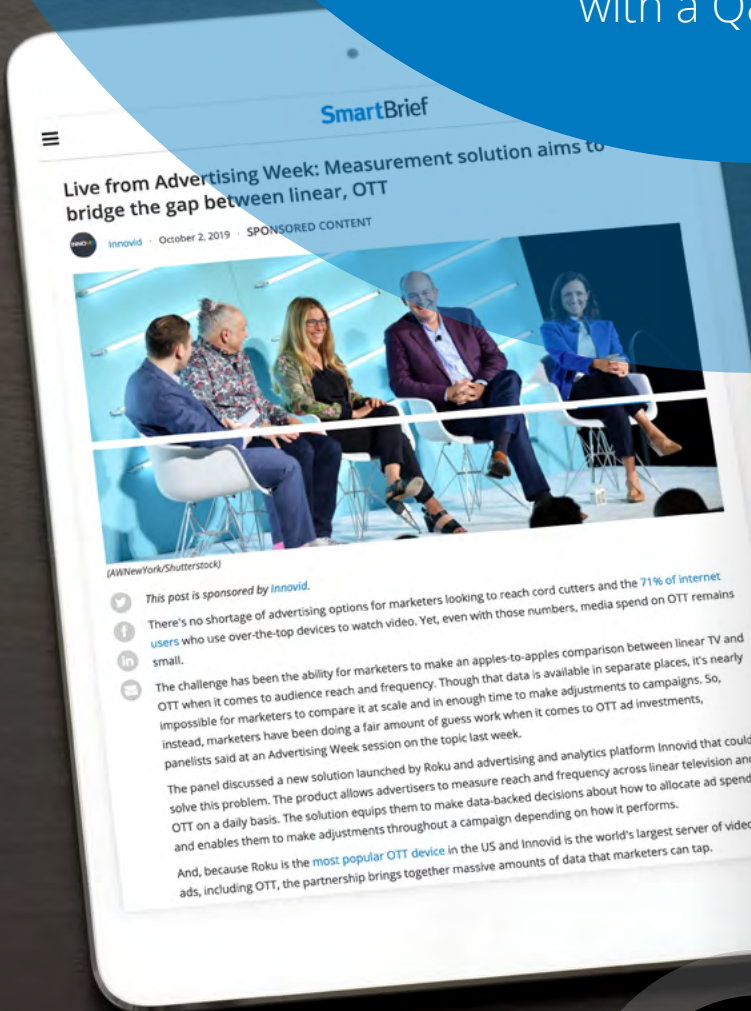 with a Q
SmartBrief
Live from Advertising Week: Measurement solution aims to
bridge the gap between linear, OTT
Innovid · October 2, 2019 · SPONSORED CONTENT
(AWNewYork/Shutterstock)
This post is sponsored by Innovid.
There's no shortage of advertising options for marketers looking to reach cord cutters and the 71% of internet
users who use over-the-top devices to watch video. Yet, even with those numbers, media spend on OTT remains
small.
The challenge has been the ability for marketers to make an apples-to-apples comparison between linear TV and
OTT when it comes to audience reach and frequency. Though that data is available in separate places, it's nearly
impossible for marketers to compare it at scale and in enough time to make adjustments to campaigns. So,
instead, marketers have been doing a fair amount of guess work when it comes to OTT ad investments,
panelists said at an Advertising Week session on the topic last week.
The panel discussed a new solution launched by Roku and advertising and analytics platform Innovid that could
solve this problem. The product allows advertisers to measure reach and frequency across linear television and
OTT on a daily basis. The solution equips them to make data-backed decisions about how to allocate ad spend
and enables them to make adjustments throughout a campaign depending on how it performs.
And, because Roku is the most popular OTT device in the US and Innovid is the world's largest server of video
ads, including OTT, the partnership brings together massive amounts of data that marketers can tap.